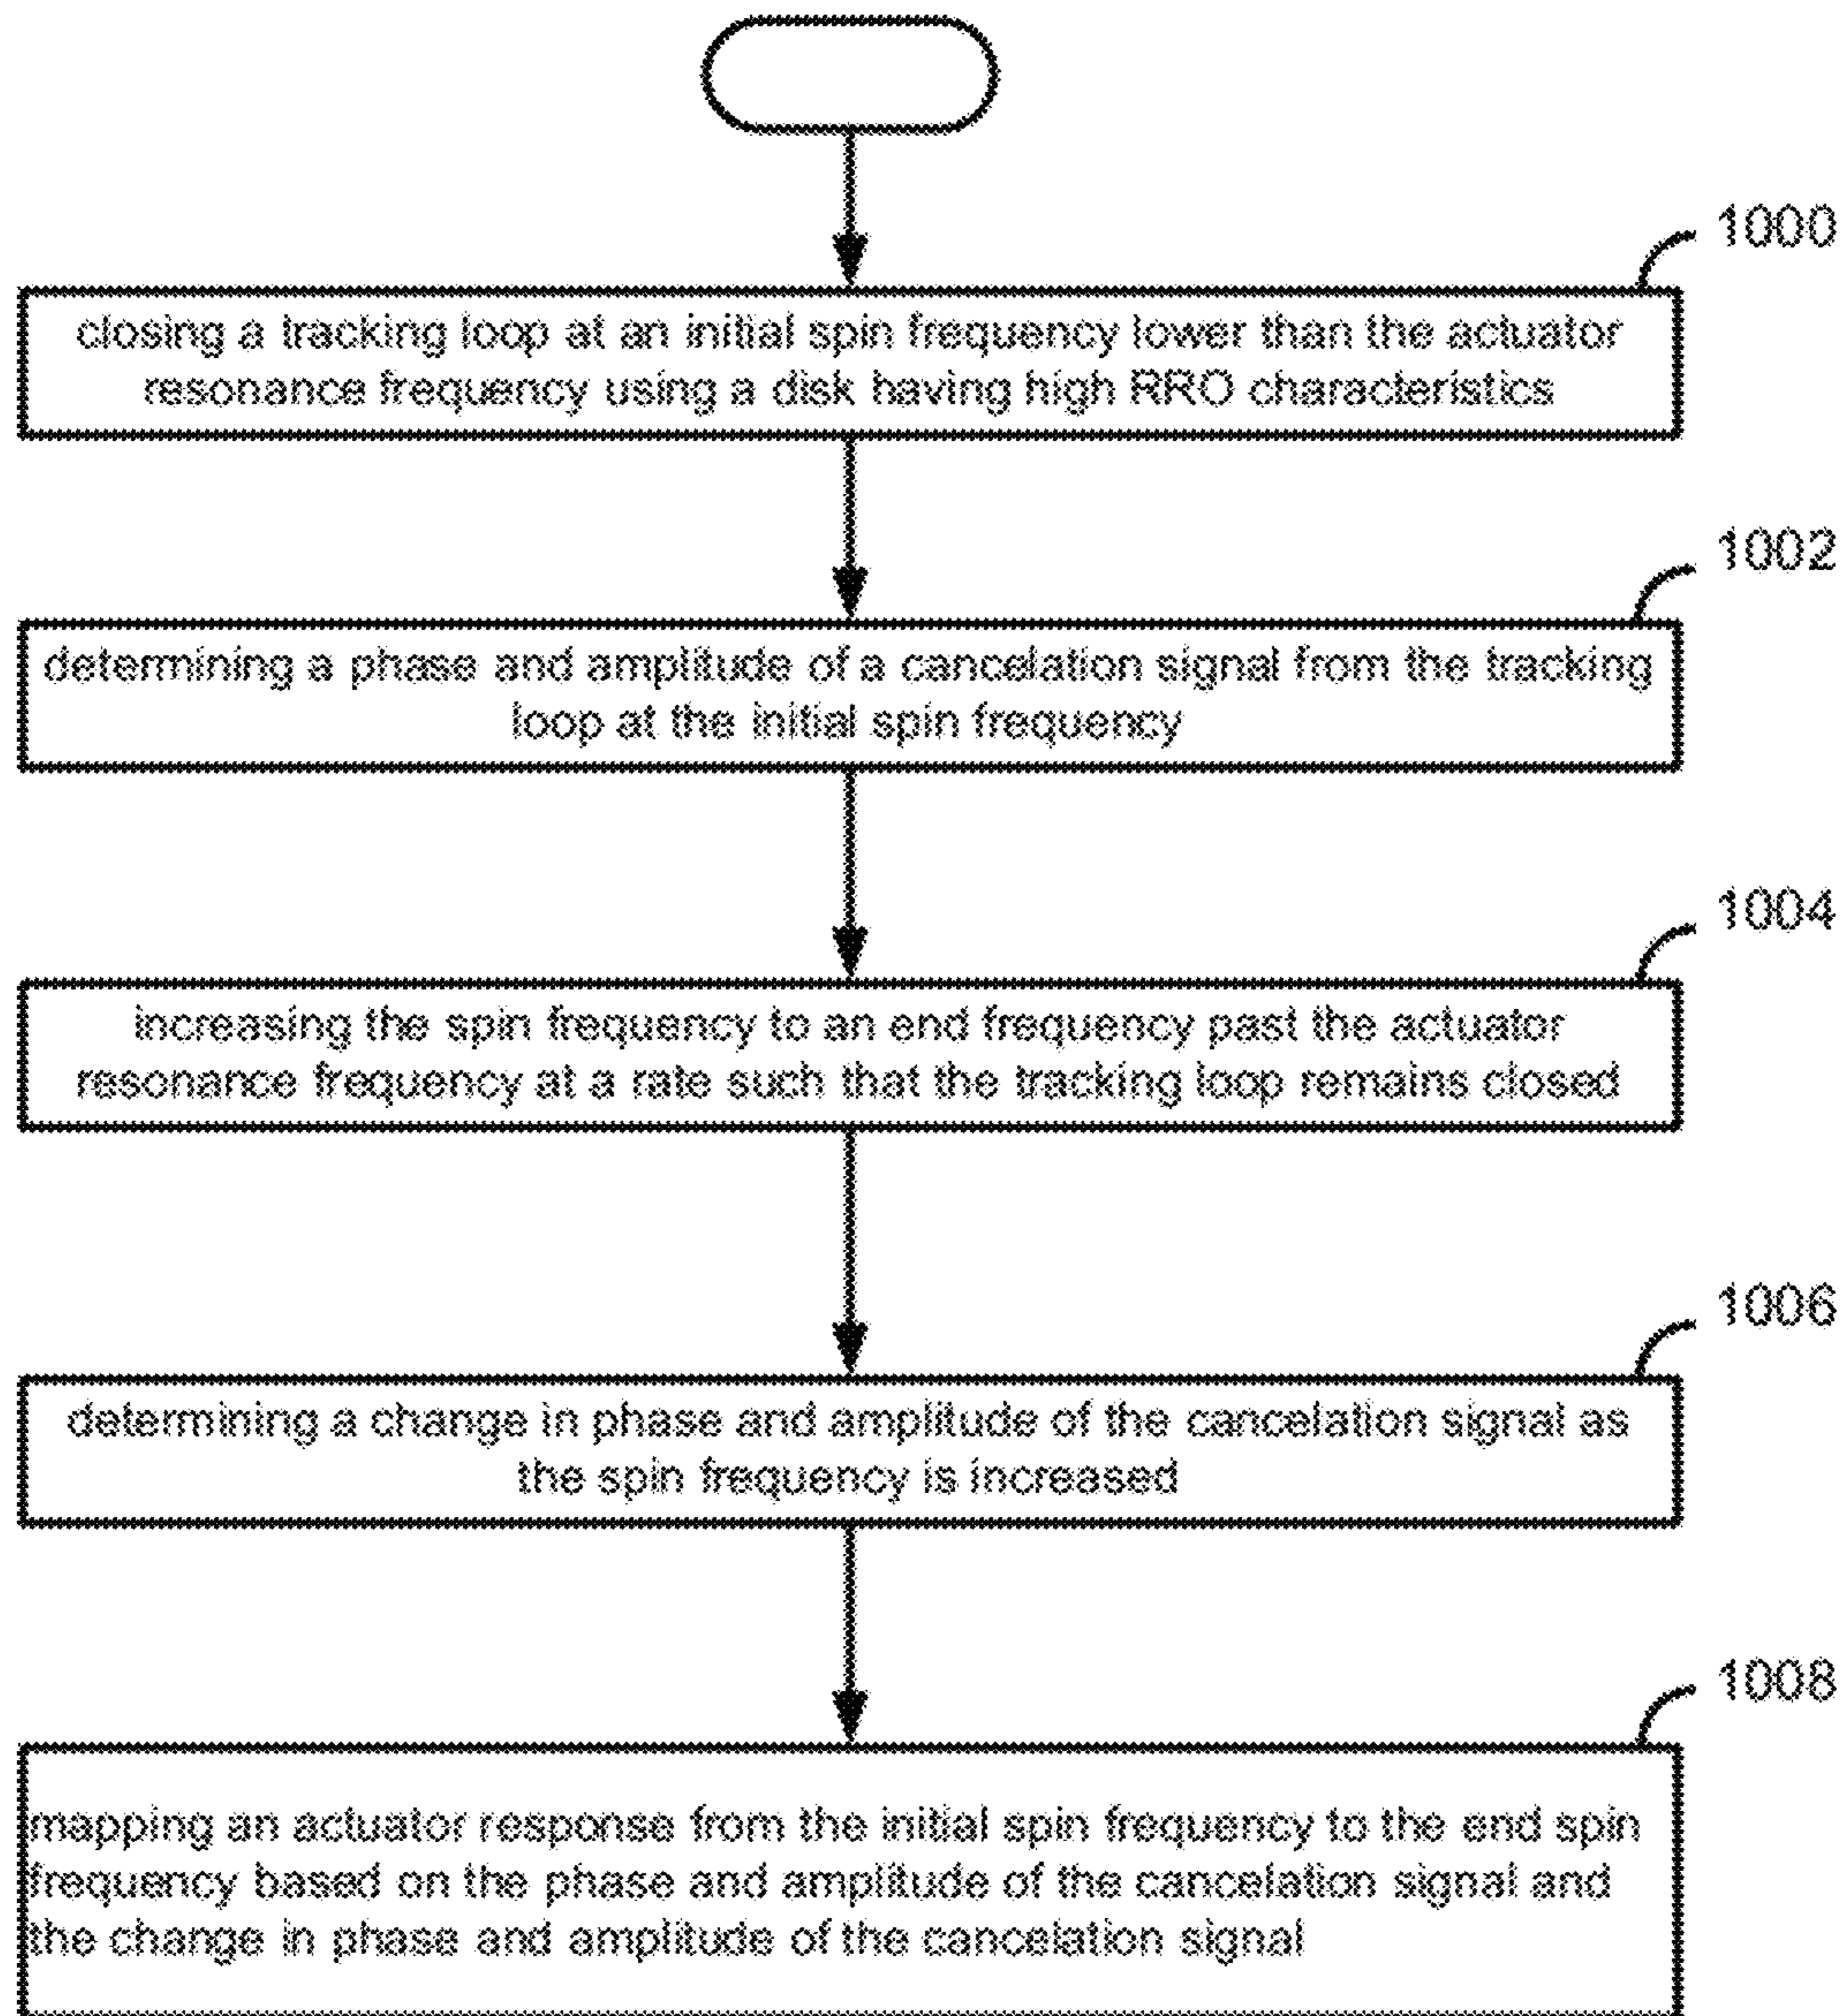 1000
closing a tracking loop at an initial spin frequency lower than the actuator
resonance frequency using a disk having high RRO characteristics
1002
determining a phase and amplitude of a cancelation signal from the tracking
loop at the initial spin frequency
1004
increasing the spin frequency to an end frequency past the actuator
resonance frequency at a rate such that the tracking loop remains closed
1006
determining a change in phase and amplitude of the cancelation signal as
the spin frequency is increased
1008
mapping an actuator response from the initial spin frequency to the end spin
frequency based on the phase and amplitude of the cancelation signal and
the change in phase and amplitude of the cancelation signal